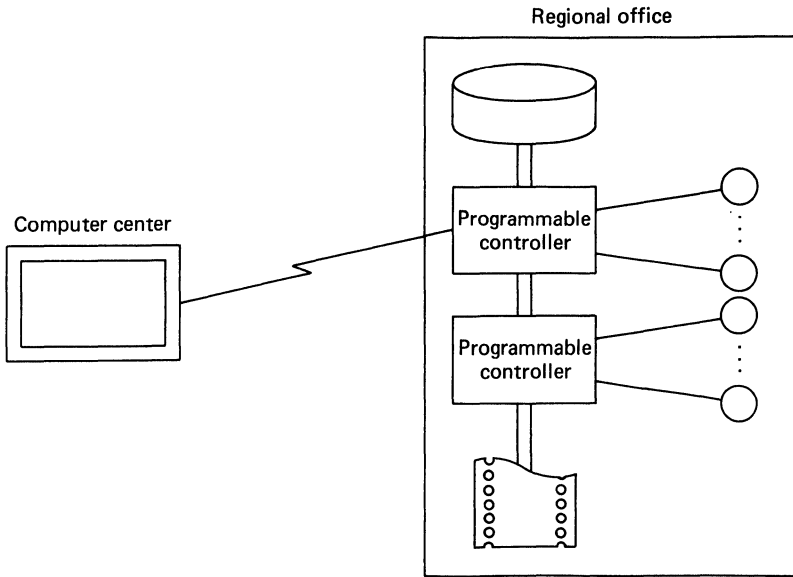 Regional office
Computer center
Programmable
controller
Programmable
controller